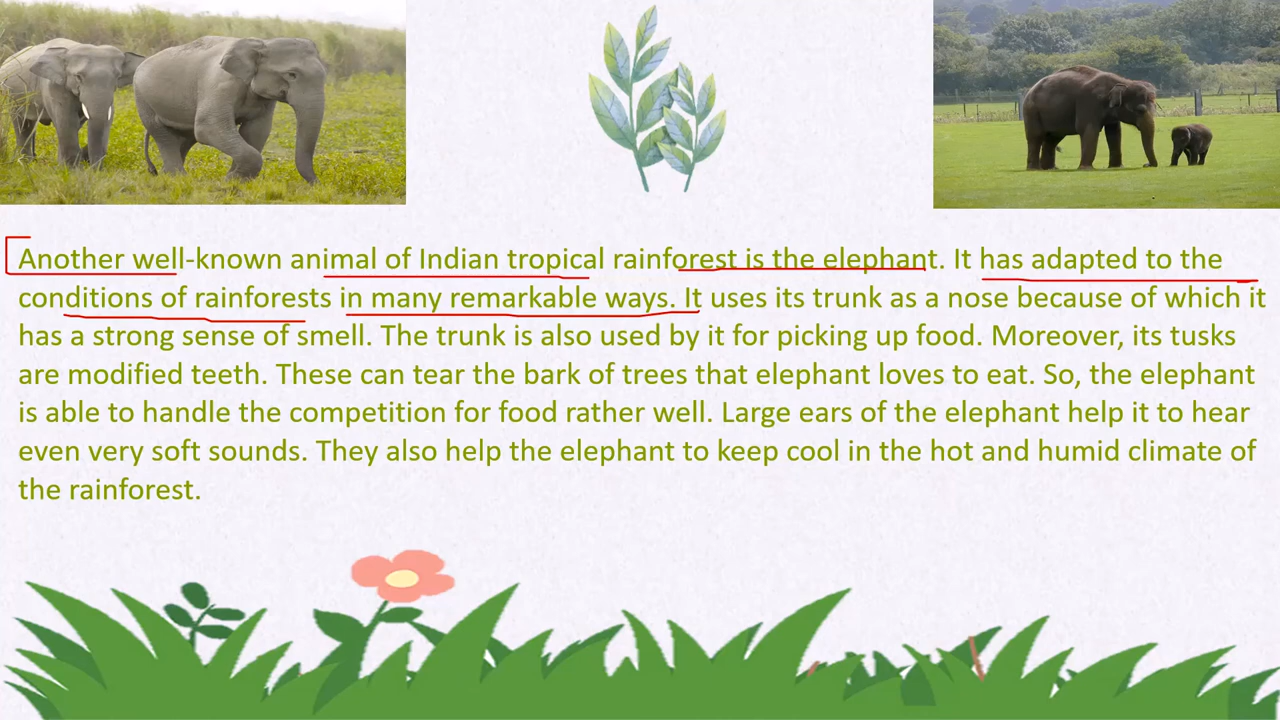 Another well-known animal of Indian tropical rainforest is the elephant. It has adapted to the
conditions of rainforests in many remarkable ways. It uses its trunk as a nose because of which it
has a strong sense of smell. The trunk is also used by it for picking up food. Moreover, its tusks
are modified teeth. These can tear the bark of trees that elephant loves to eat. So, the elephant
is able to handle the competition for food rather well. Large ears of the elephant help it to hear
even very soft sounds. They also help the elephant to keep cool in the hot and humid climate of
the rainforest.